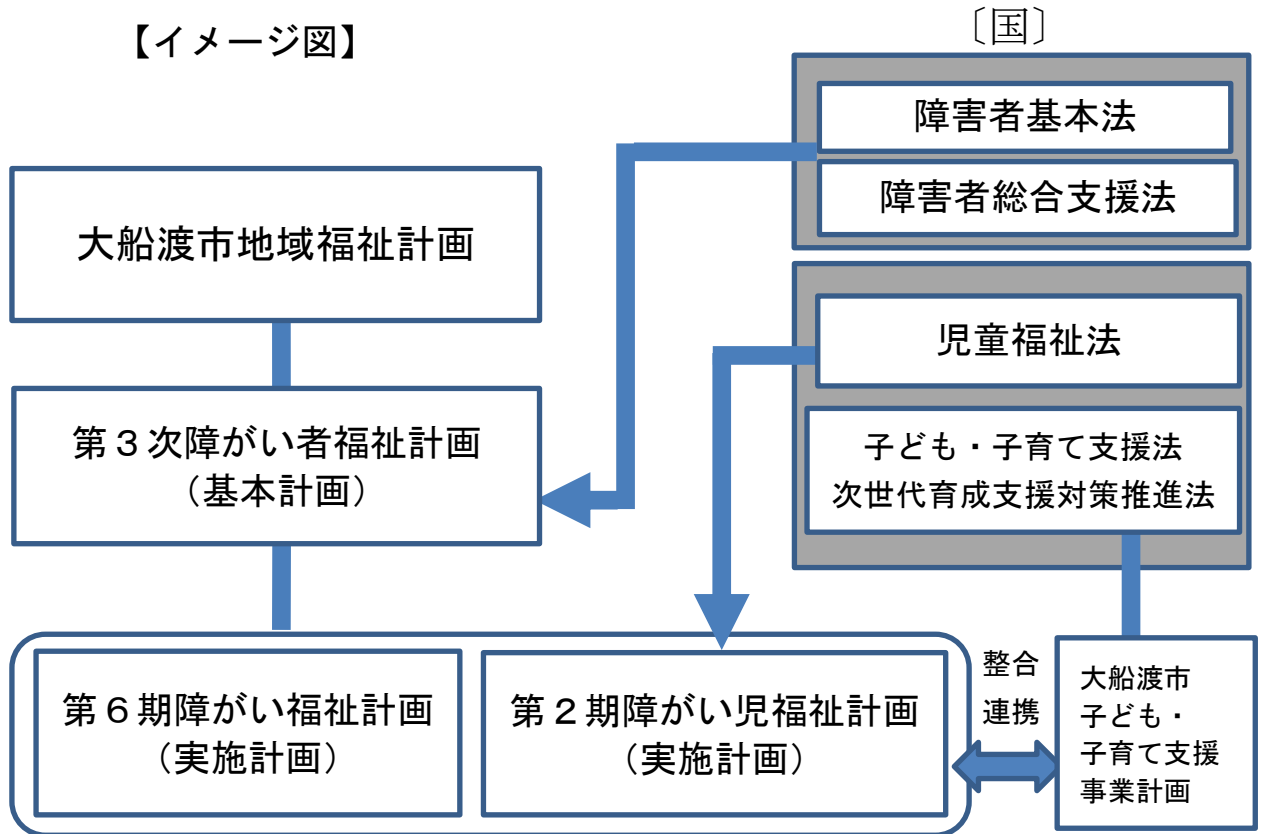 【イメージ図】
〔国〕
障害者基本法
障害者総合支援法
大船渡市地域福祉計画
児童福祉法
第３次障がい者福祉計画
（基本計画）
子ども・子育て支援法
次世代育成支援対策推進法
第６期障がい福祉計画
（実施計画）
第２期障がい児福祉計画
（実施計画）
整合
連携
大船渡市
子ども・
子育て支援
事業計画